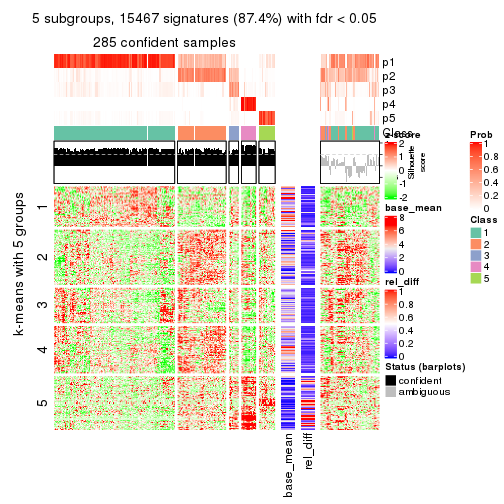 5 subgroups, 15467 signatures (87.4%) with fdr < 0.05
285 confident samples
p1
p2
p3
p4
p5
Class
z-score
2
1
0
-1
-2
Silhouette
score
base_mean
8
6
4
2
0
rel_diff
1
0.8
0.6
0.4
0.2
0
Status (barplots)
confident
ambiguous
Prob
1
0.8
0.6
0.4
0.2
0
Class
1
2
3
4
5
k-means with 5 groups
1
2
3
4
5
base_mean
rel_diff